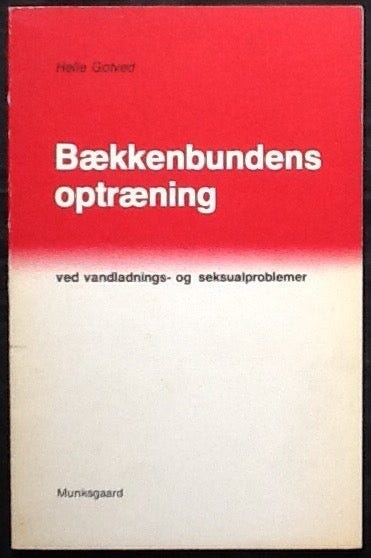 Helle Gotved
Bækkenbundens
optræning
ved vandladnings- og seksualproblemer
Munksgaard